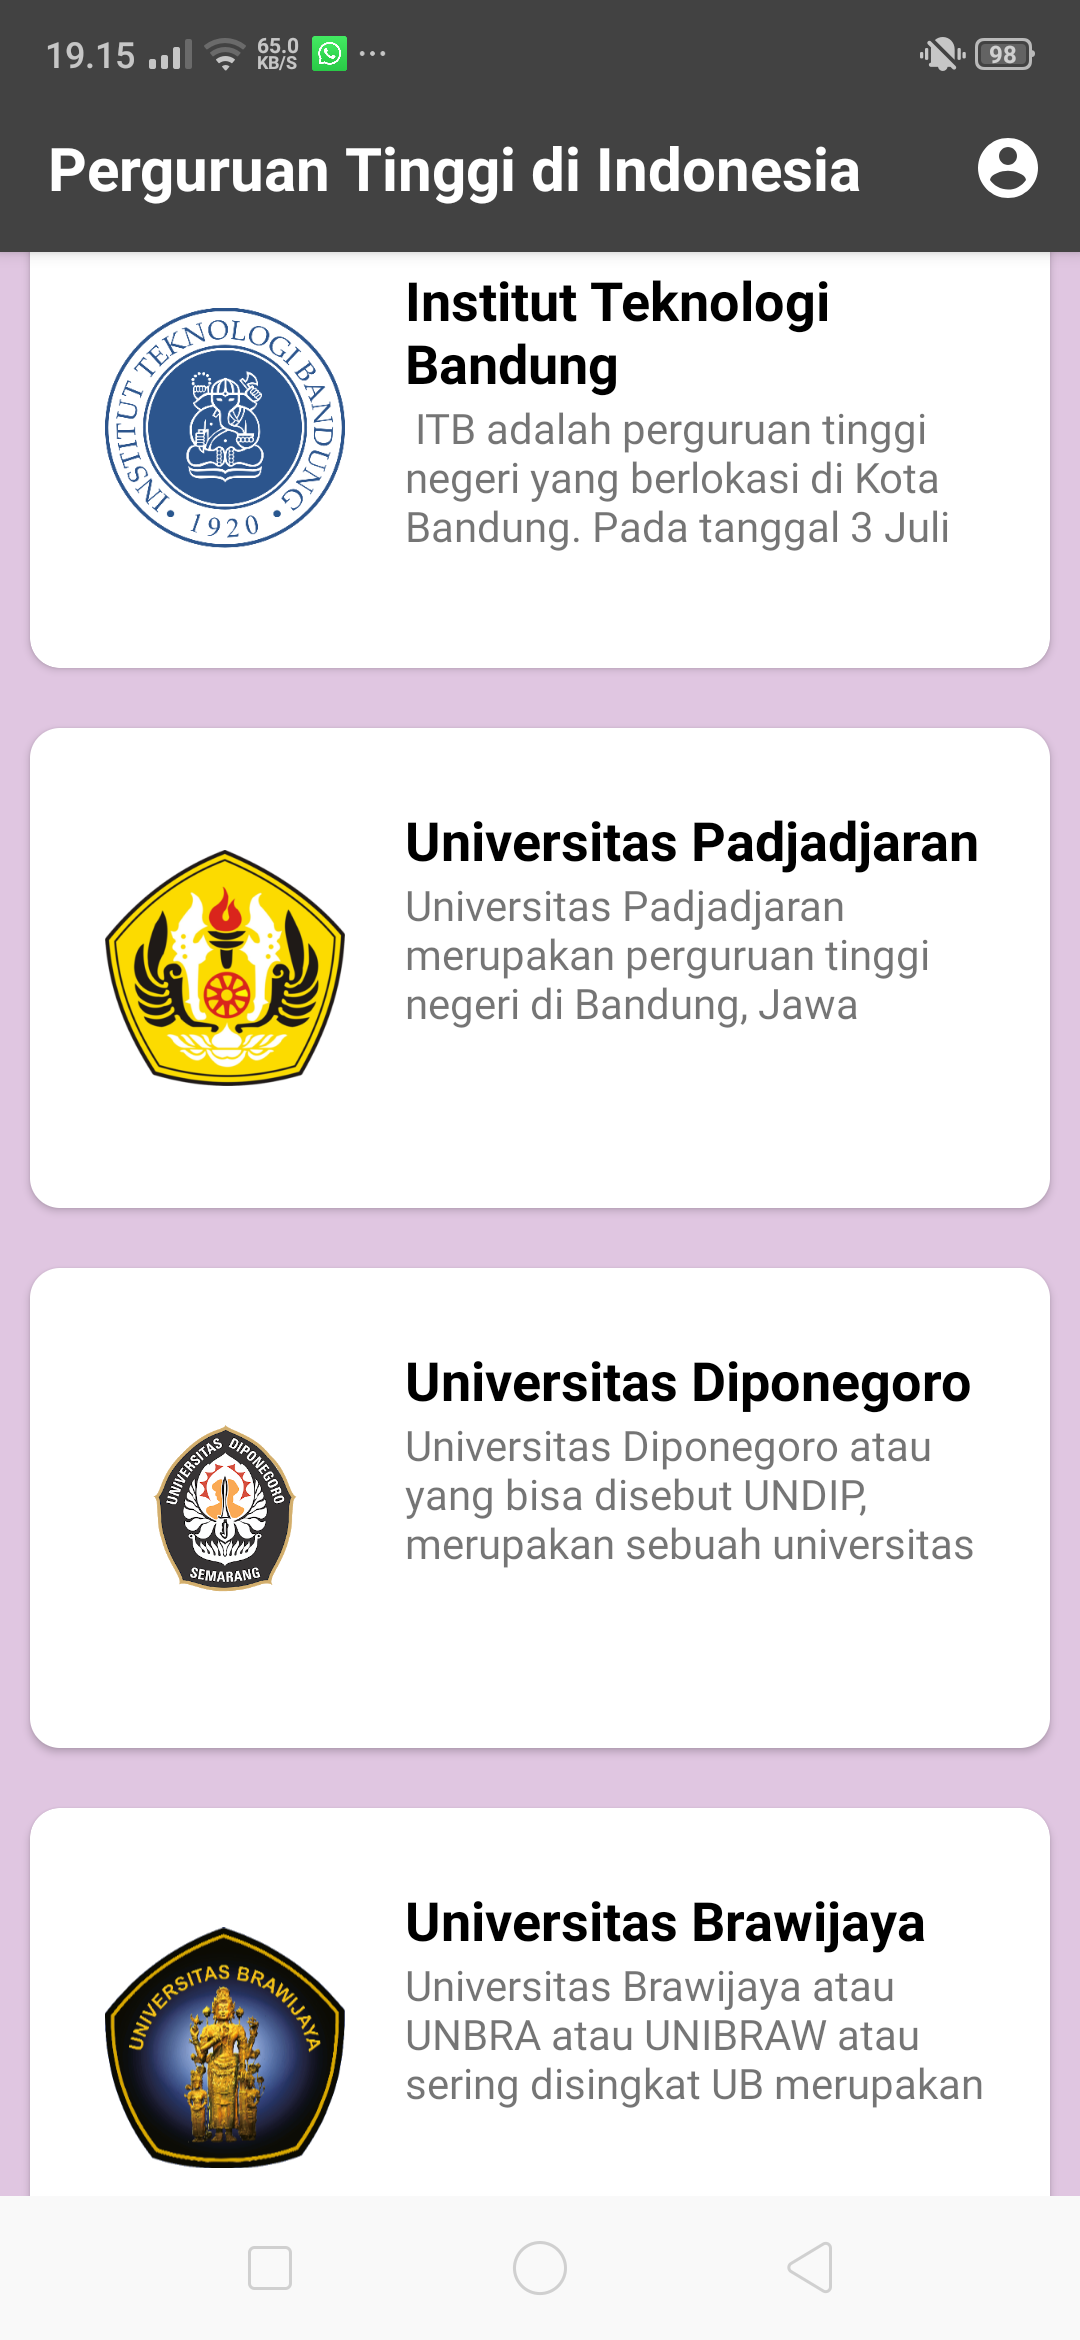 19.15 65.0 KB/S 98
Perguruan Tinggi di Indonesia
INSTITUT TEKNOLOGI BANDUNG
1920
Institut Teknologi
Bandung
ITB adalah perguruan tinggi
negeri yang berlokasi di Kota
Bandung. Pada tanggal 3 Juli
Universitas Padjadjaran
Universitas Padjadjaran
merupakan perguruan tinggi
negeri di Bandung, Jawa
UNIVERSITAS DIPONEGORO
SEMARANG
Universitas Diponegoro
Universitas Diponegoro atau
yang bisa disebut UNDIP,
merupakan sebuah universitas
UNIVERSITAS BRAWIJAYA
Universitas Brawijaya
Universitas Brawijaya atau
UNBRA atau UNIBRAW atau
sering disingkat UB merupakan